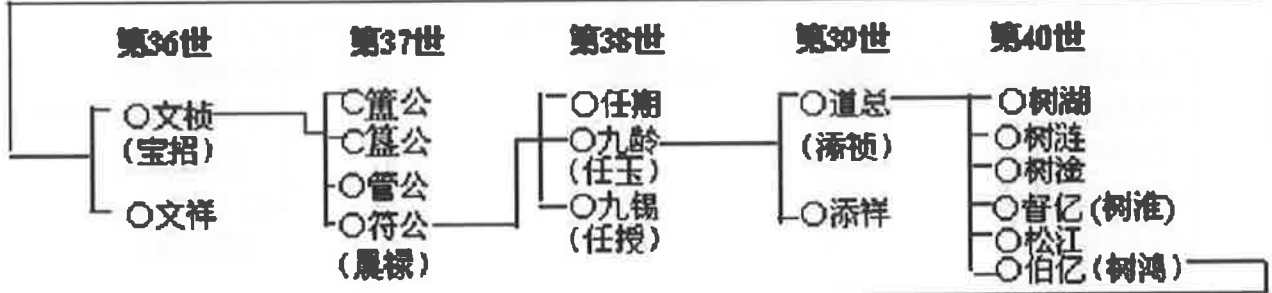 第36世 第37世 第38世 第39世 第40世
○文桢
(宝招)
○文祥
○簠公
○簋公
○管公
○符公
(晨禄)
○任期
○九龄
(任玉)
○九锡
(任授)
○道总
(添祯)
○添祥
○树湖
○树涟
○树淦
○督亿(树淮)
○松江
○伯亿(树鸿)